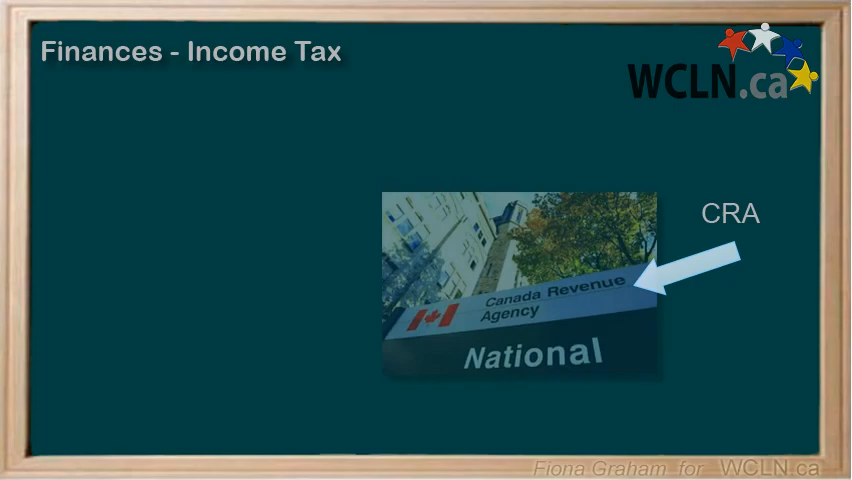 Finances - Income Tax
WCLN.ca
CRA
Canada Revenue
Agency
National
Fiona Graham for WCLN.ca